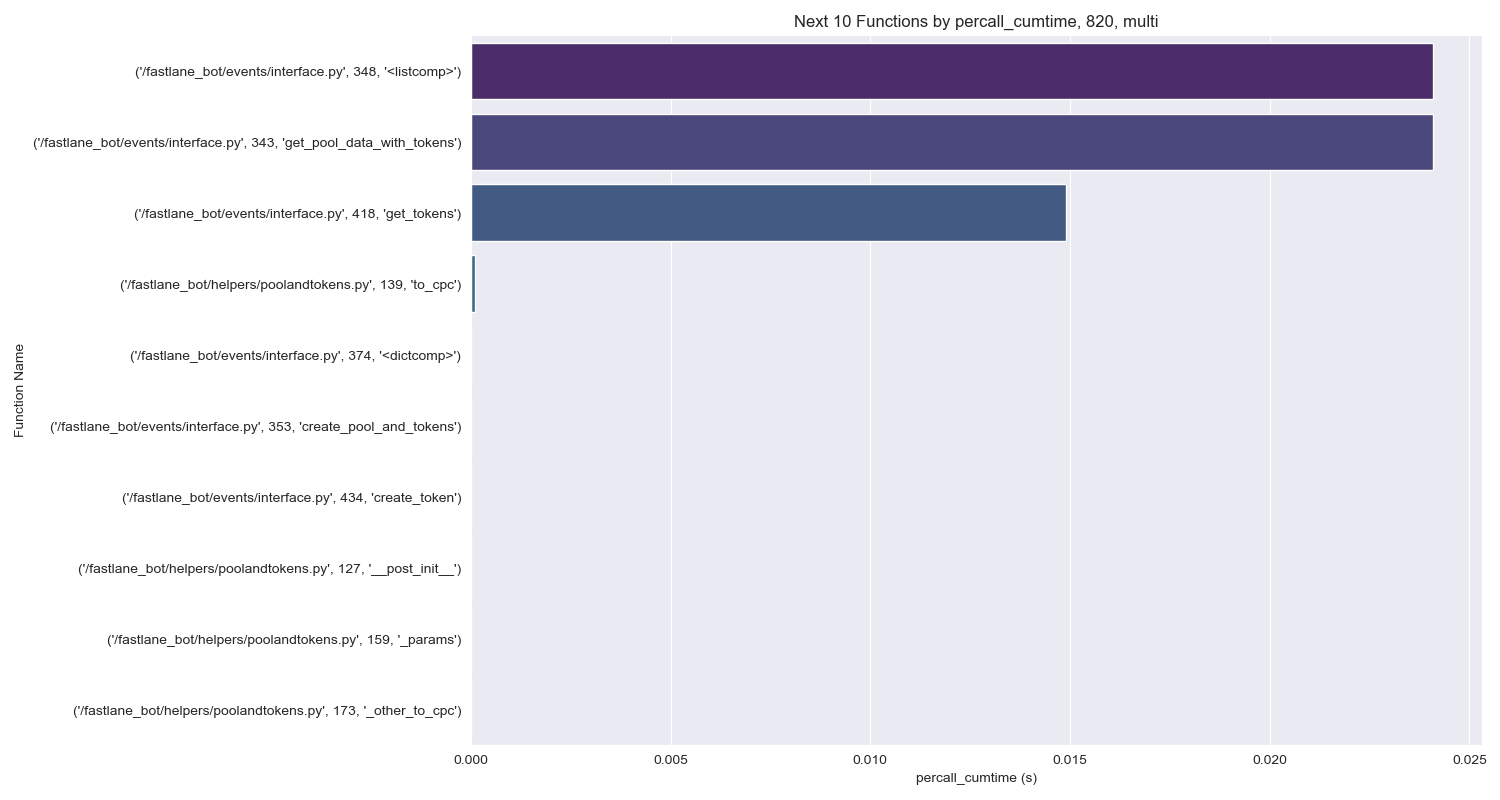 Next 10 Functions by percall_cumtime, 820, multi
('/fastlane_bot/events/interface.py', 348, '<listcomp>')
('/fastlane_bot/events/interface.py', 343, 'get_pool_data_with_tokens')
('/fastlane_bot/events/interface.py', 418, 'get_tokens')
('/fastlane_bot/helpers/poolandtokens.py', 139, 'to_cpc')
('/fastlane_bot/events/interface.py', 374, '<dictcomp>')
('/fastlane_bot/events/interface.py', 353, 'create_pool_and_tokens')
('/fastlane_bot/events/interface.py', 434, 'create_token')
('/fastlane_bot/helpers/poolandtokens.py', 127, '__post_init__')
('/fastlane_bot/helpers/poolandtokens.py', 159, '_params')
('/fastlane_bot/helpers/poolandtokens.py', 173, '_other_to_cpc')
Function Name
0.000 0.005 0.010 0.015 0.020 0.025
percall_cumtime (s)